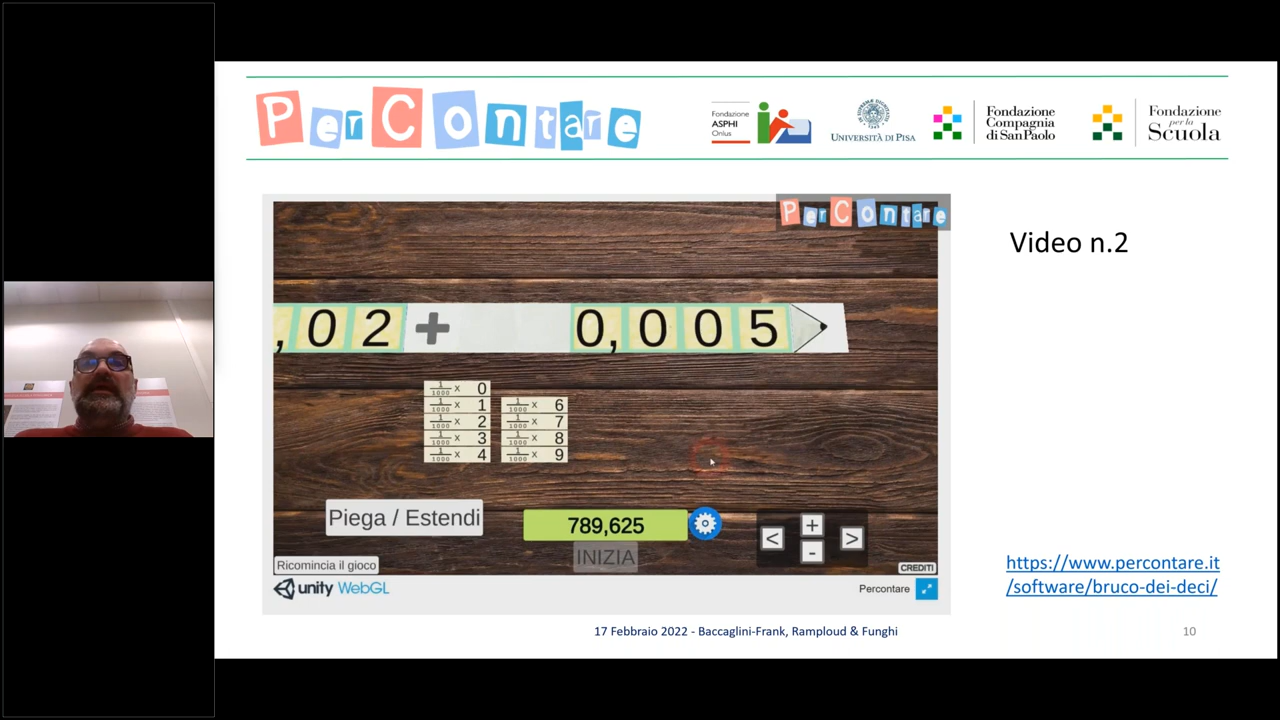 PerContare
Fondazione
ASPHI
Onlus
UNIVERSITÀ DI PISA
Fondazione
Compagnia
di San Paolo
Fondazione
per la
Scuola
PerContare
,02 + 0,005
1/1000 x 0
1/1000 x 1
1/1000 x 2
1/1000 x 3
1/1000 x 4
1/1000 x 6
1/1000 x 7
1/1000 x 8
1/1000 x 9
Piega / Estendi
789,625
INIZIA
< + - >
Ricomincia il gioco
CREDITI
unity WebGL
Percontare
Video n.2
https://www.percontare.it
/software/bruco-dei-deci/
17 Febbraio 2022 - Baccaglini-Frank, Ramploud & Funghi
10